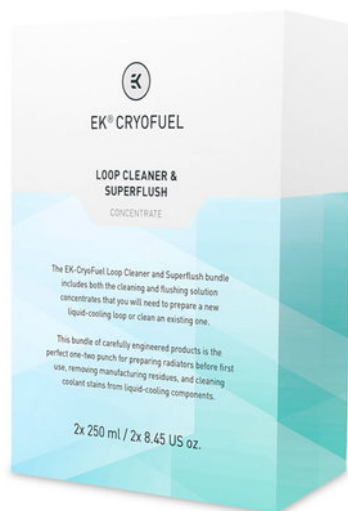 EK® CRYOFUEL
LOOP CLEANER &
SUPERFLUSH
CONCENTRATE
The EK-CryoFuel Loop Cleaner and Superflush bundle
includes both the cleaning and flushing solution
concentrates that you will need to prepare a new
liquid-cooling loop or clean an existing one.
This bundle of carefully engineered products is the
perfect one-two punch for preparing radiators before first
use, removing manufacturing residues, and cleaning
coolant stains from liquid-cooling components.
2x 250 ml / 2x 8.45 US oz.